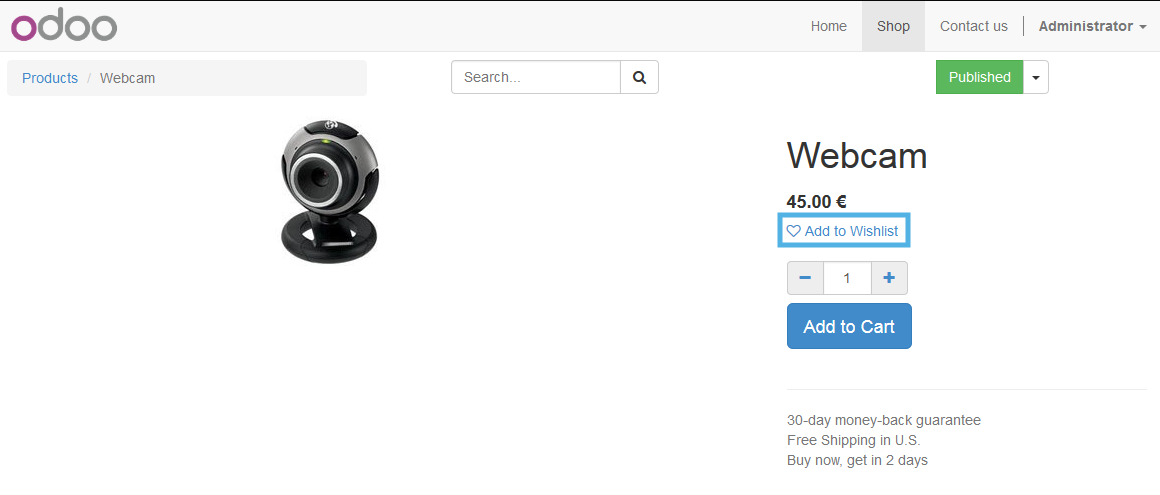 odoo
Home Shop Contact us Administrator
Products / Webcam
Search...
Published
Webcam
45.00 €
Add to Wishlist
1
Add to Cart
30-day money-back guarantee
Free Shipping in U.S.
Buy now, get in 2 days